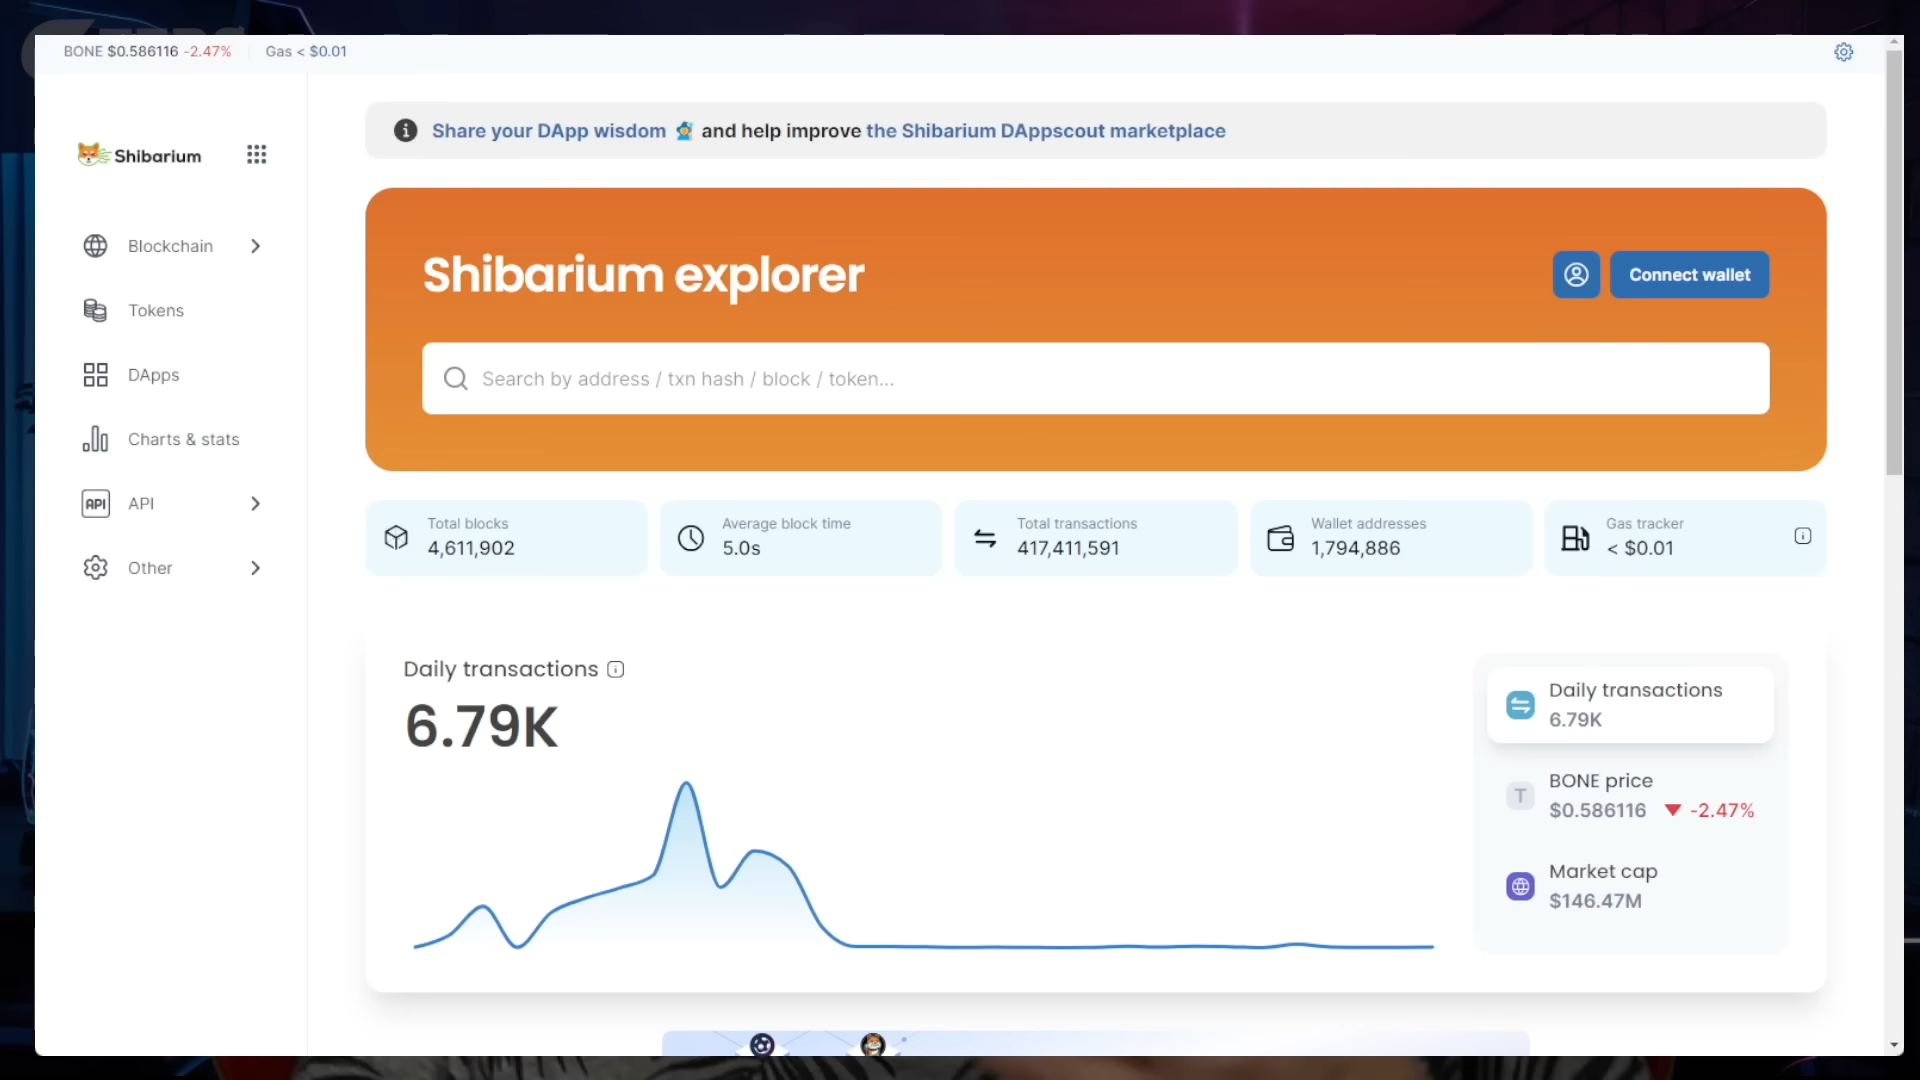 BONE $0.586116 -2.47% Gas < $0.01
Share your DApp wisdom and help improve the Shibarium DAppscout marketplace
Shibarium
Blockchain
Tokens
DApps
Charts & stats
API API
Other
Shibarium explorer
Connect wallet
Search by address / txn hash / block / token...
Total blocks
4,611,902
Average block time
5.0s
Total transactions
417,411,591
Wallet addresses
1,794,886
Gas tracker
< $0.01
Daily transactions
6.79K
Daily transactions
6.79K
T
BONE price
$0.586116 -2.47%
Market cap
$146.47M